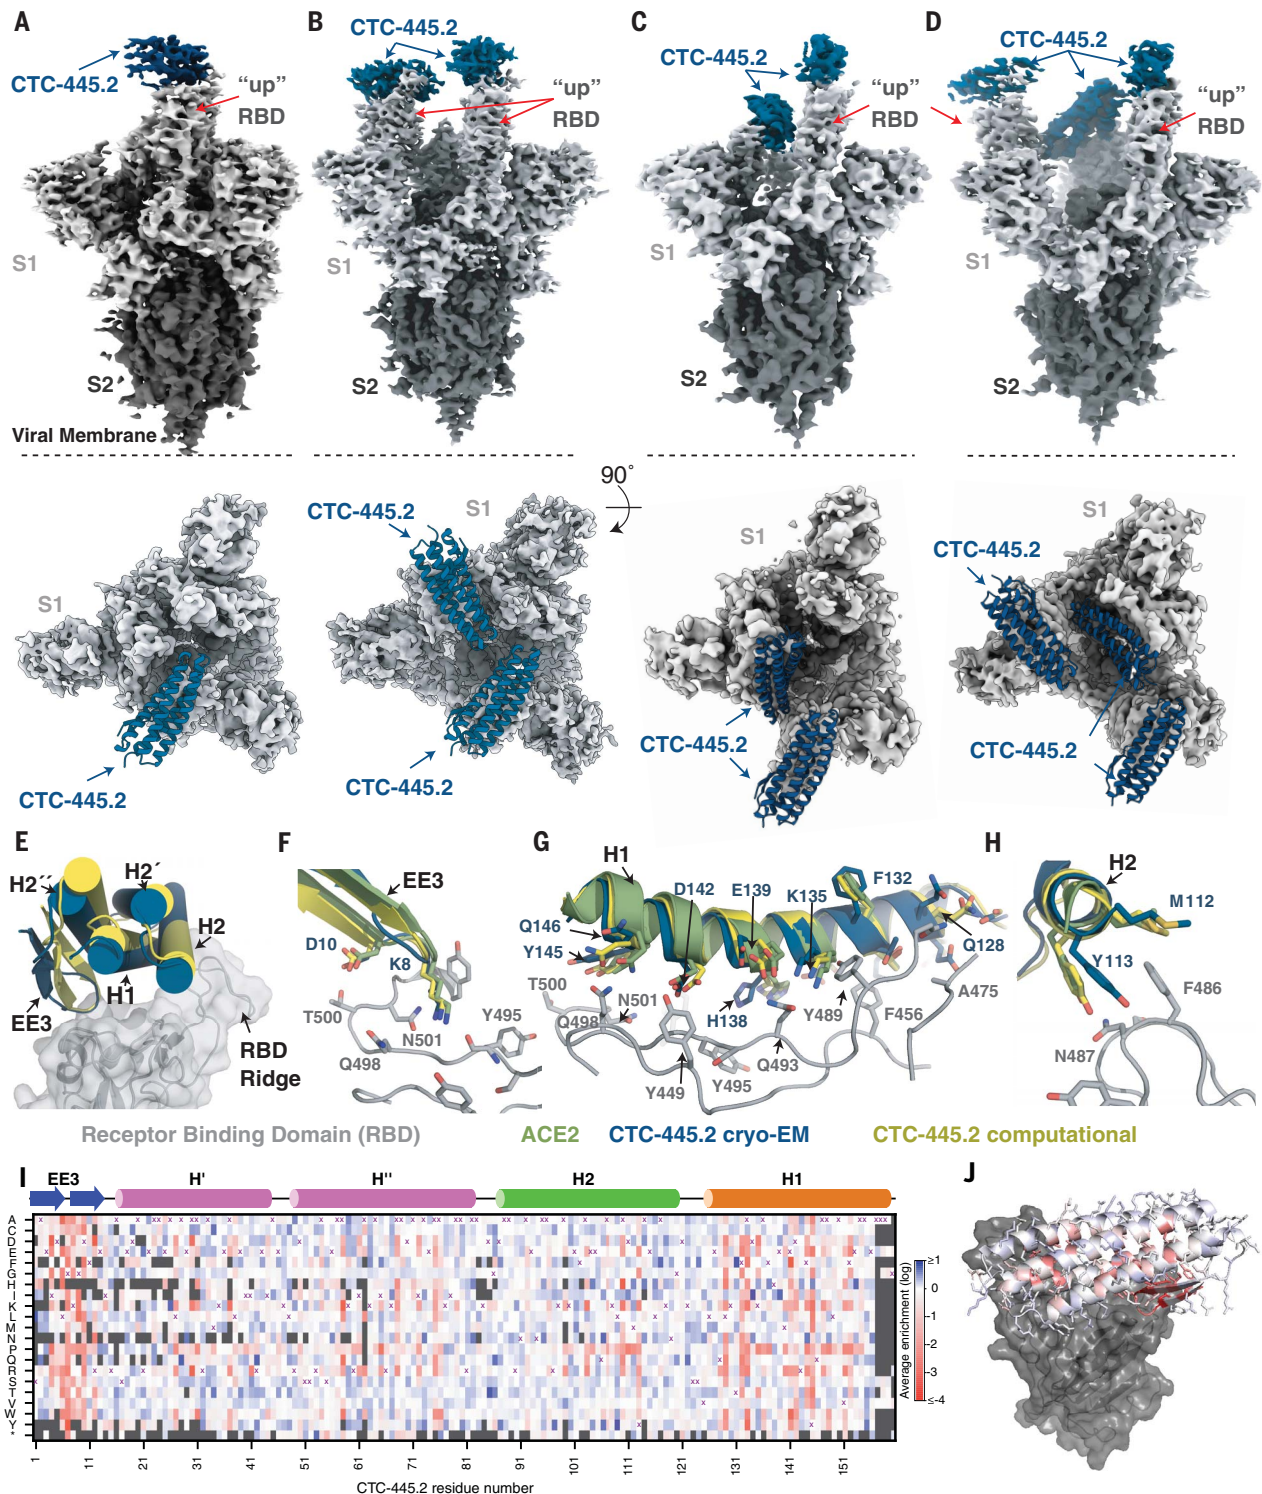 A
B
C
D
CTC-445.2
CTC-445.2
CTC-445.2
CTC-445.2
“up”
RBD
“up”
RBD
“up”
RBD
“up”
RBD
S1
S1
S1
S1
S2
S2
S2
S2
Viral Membrane
90°
CTC-445.2
S1
S1
S1
CTC-445.2
S1
CTC-445.2
CTC-445.2
CTC-445.2
CTC-445.2
E
F
G
H
H2´´
H2´
H2
H1
EE3
RBD
Ridge
EE3
D10
K8
T500
N501
Q498
Y495
H1
D142
E139
K135
F132
Q146
Y145
Q128
T500
Q498
N501
H138
Y489
F456
A475
Y449
Y495
Q493
H2
M112
Y113
F486
N487
Receptor Binding Domain (RBD)
ACE2
CTC-445.2 cryo-EM
CTC-445.2 computational
I
EE3
H'
H''
H2
H1
J
A
C
D
E
F
G
H
I
K
L
M
N
P
Q
R
S
T
V
W
Y
*
1
11
21
31
41
51
61
71
81
91
101
111
121
131
141
151
CTC-445.2 residue number
Average enrichment (log)
≥1
0
-1
-2
-3
≤-4